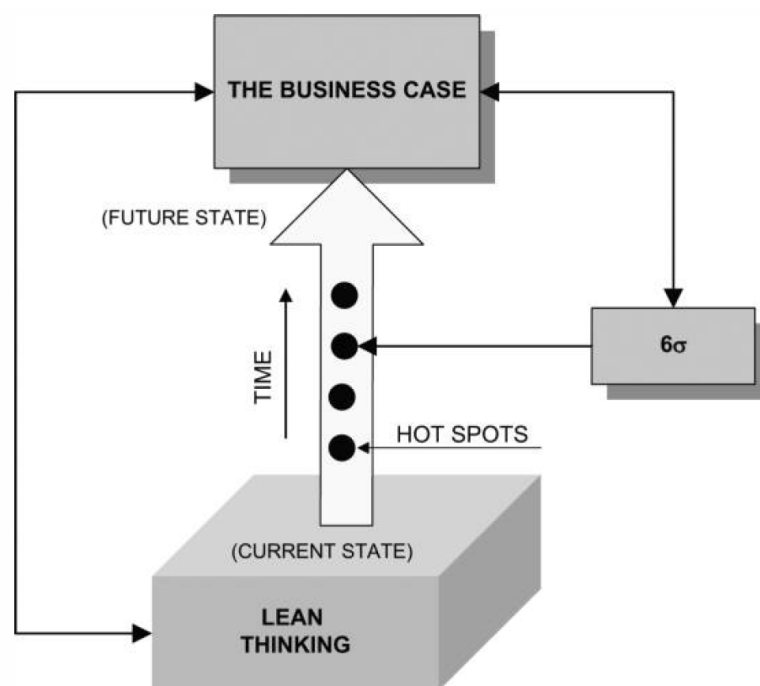 THE BUSINESS CASE
(FUTURE STATE)
TIME
6σ
HOT SPOTS
(CURRENT STATE)
LEAN
THINKING